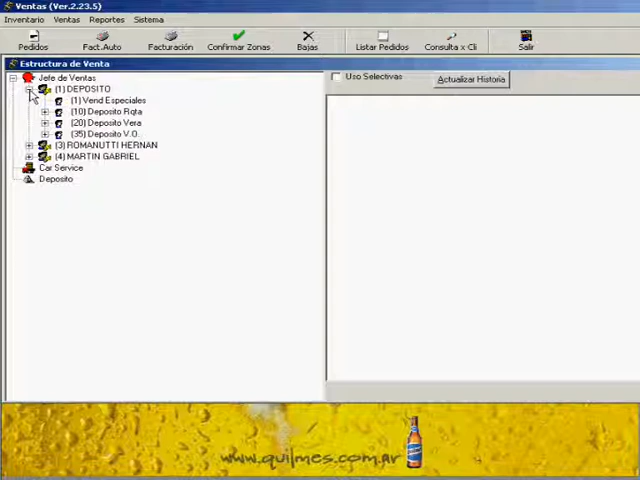 Ventas (Ver.2.23.5)
Inventario Ventas Reportes Sistema
Pedidos Fact.Auto Facturación Confirmar Zonas Bajas Listar Pedidos Consulta x Cli Salir
Estructura de Venta
Jefe de Ventas
(1) DEPOSITO
(1) Vend Especiales
(10) Deposito Rqta
(20) Deposito Vera
(35) Deposito V.O.
(3) ROMANUTTI HERNAN
(4) MARTIN GABRIEL
Car Service
Deposito
Uso Selectivas
Actualizar Historia
www.quilmes.com.ar